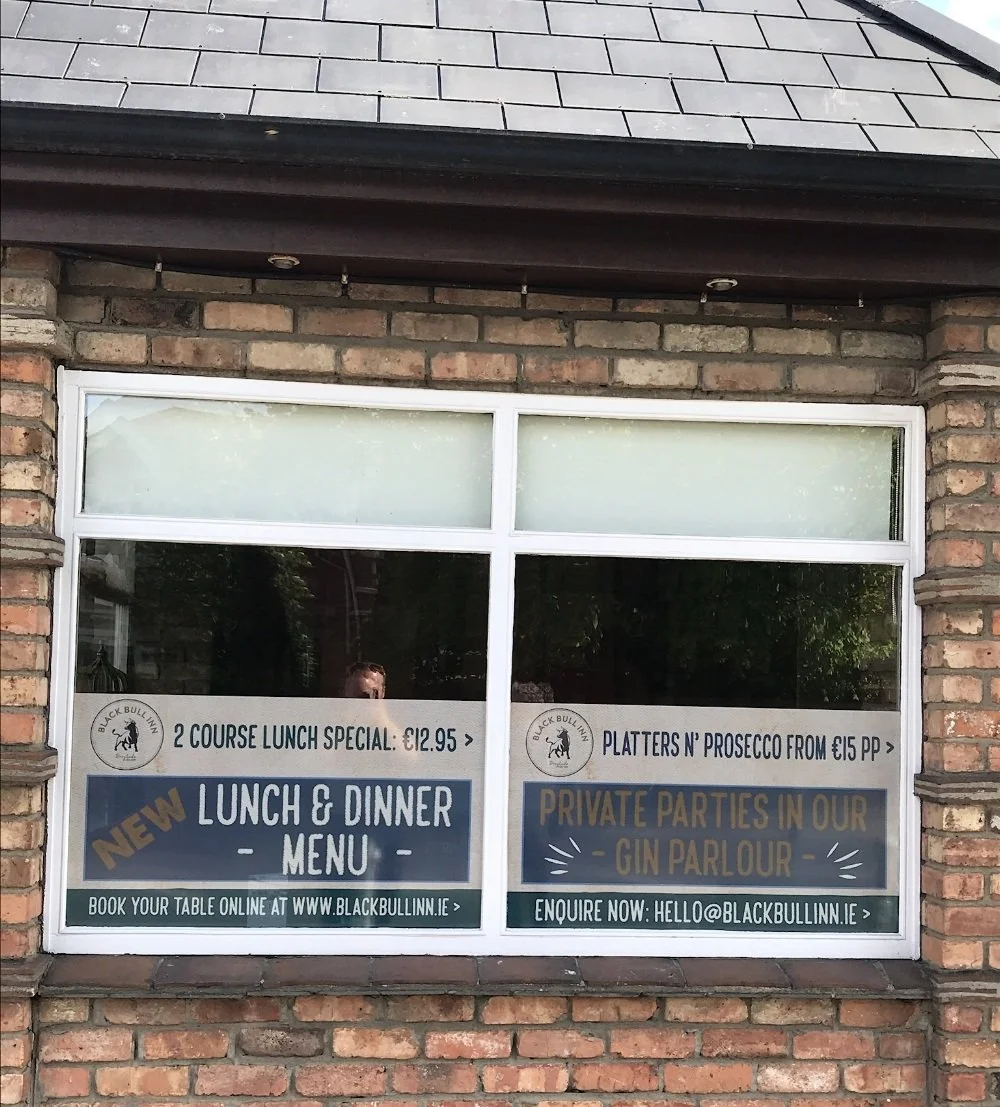 BLACK BULL INN
2 COURSE LUNCH SPECIAL: €12.95 >
NEW
LUNCH & DINNER
- MENU -
BOOK YOUR TABLE ONLINE AT WWW.BLACKBULLINN.IE >
BLACK BULL INN
PLATTERS N' PROSECCO FROM €15 PP >
PRIVATE PARTIES IN OUR
- GIN PARLOUR -
ENQUIRE NOW: HELLO@BLACKBULLINN.IE >